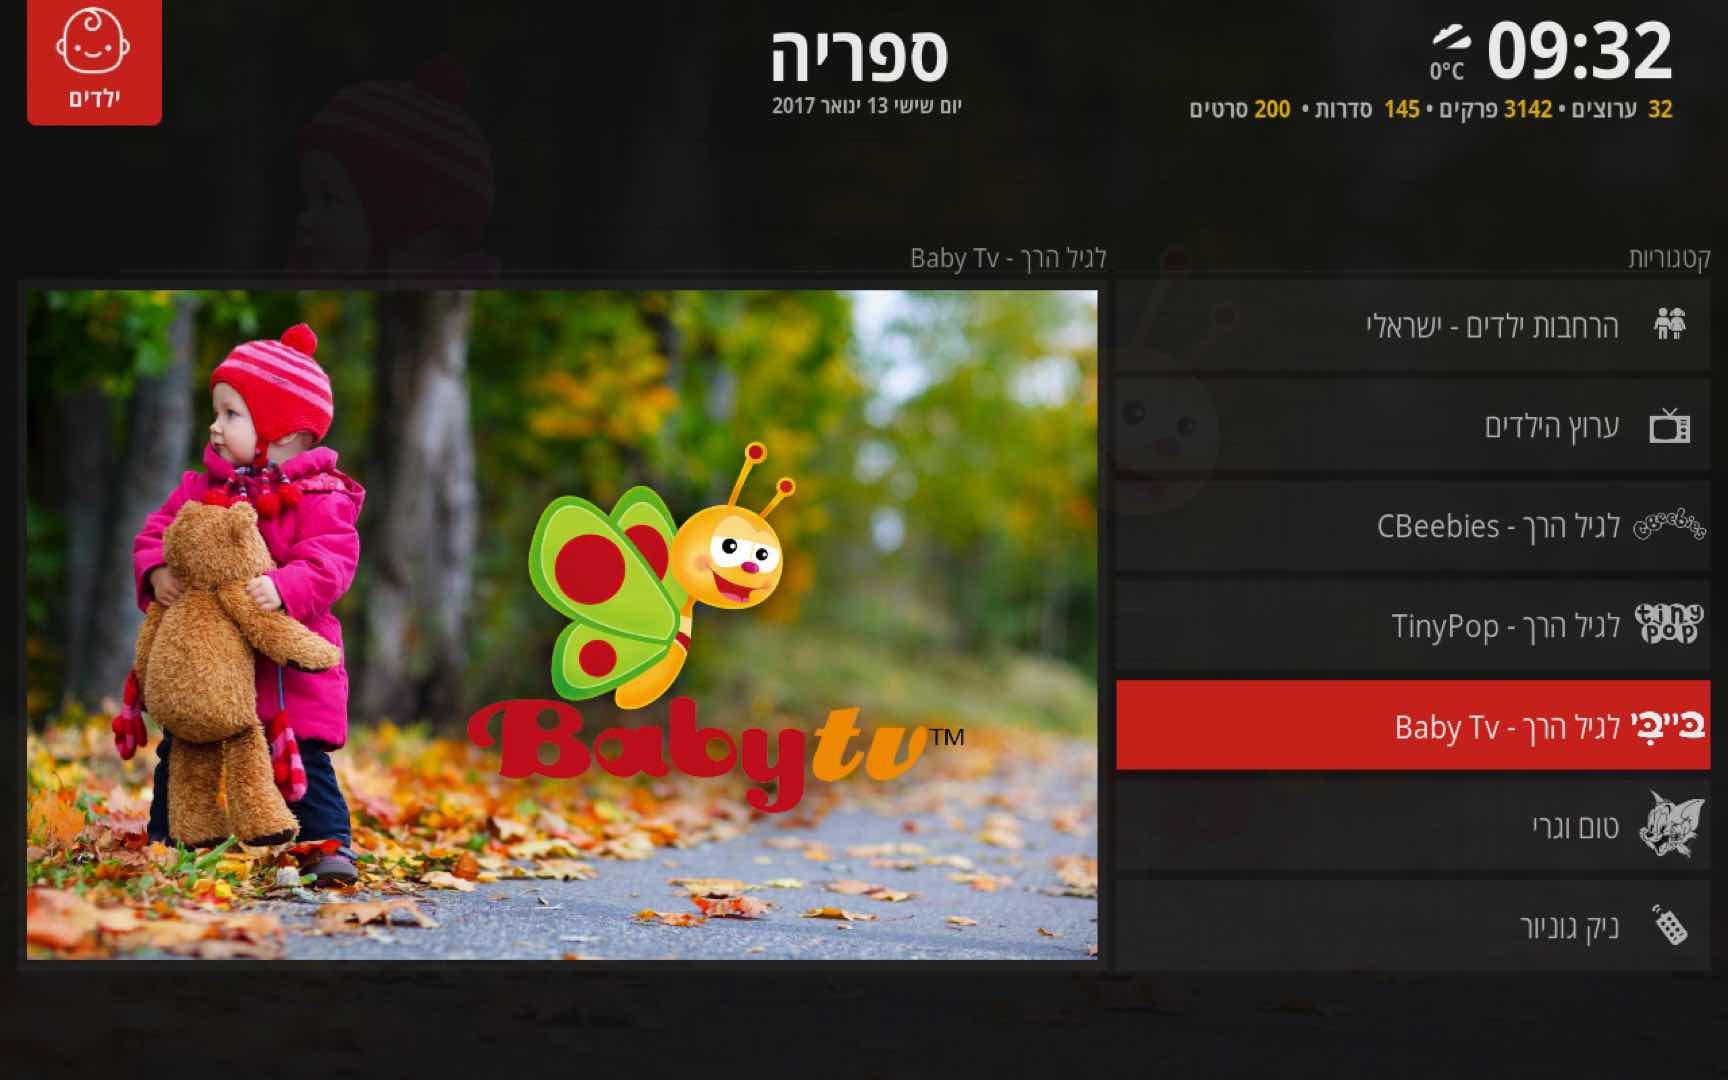 ילדים
ספריה
יום שישי 13 ינואר 2017
09:32
0°C
32 ערוצים • 3142 פרקים • 145 סדרות • 200 סרטים
קטגוריות
לגיל הרך - Baby Tv
הרחבות ילדים - ישראלי
ערוץ הילדים
CBeebies
לגיל הרך - CBeebies
tiny pop
לגיל הרך - TinyPop
בייבי
לגיל הרך - Baby Tv
טום וגרי
ניק גוניור
Babytv™